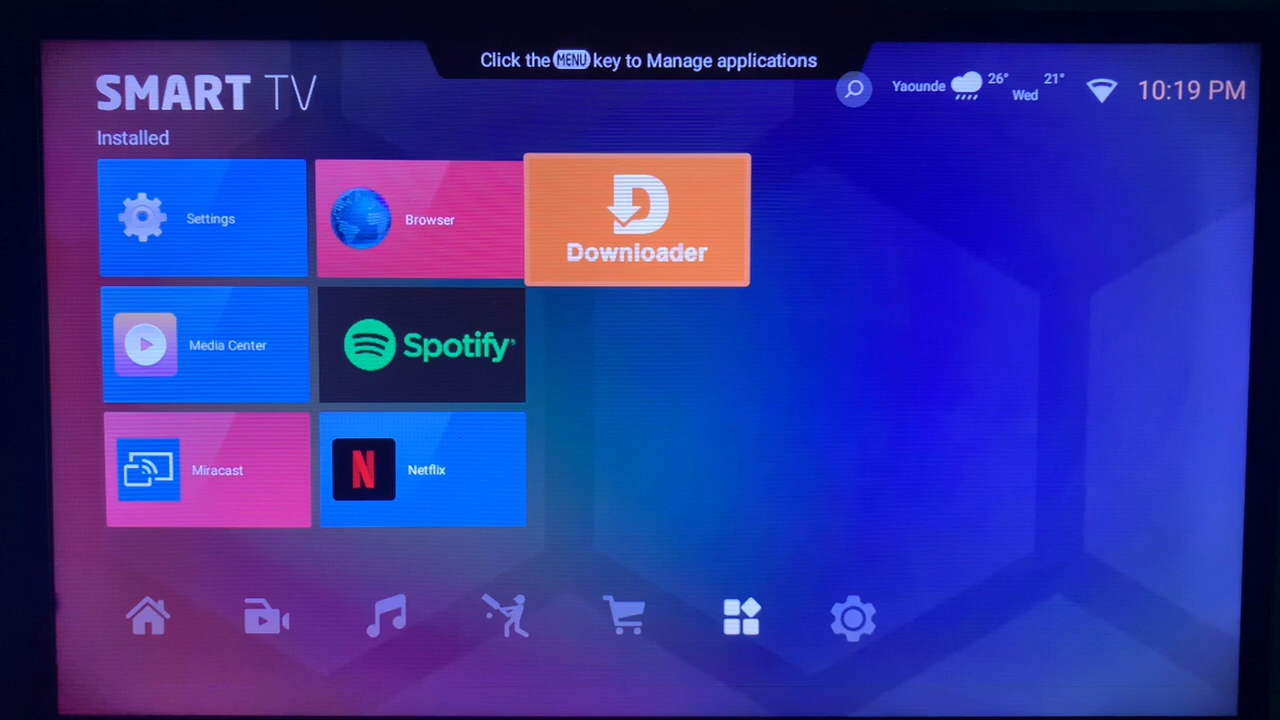 Click the MENU key to Manage applications
SMART TV
Yaounde 26° Wed 21° 10:19 PM
Installed
Settings
Browser
Downloader
Media Center
Spotify
Miracast
N Netflix